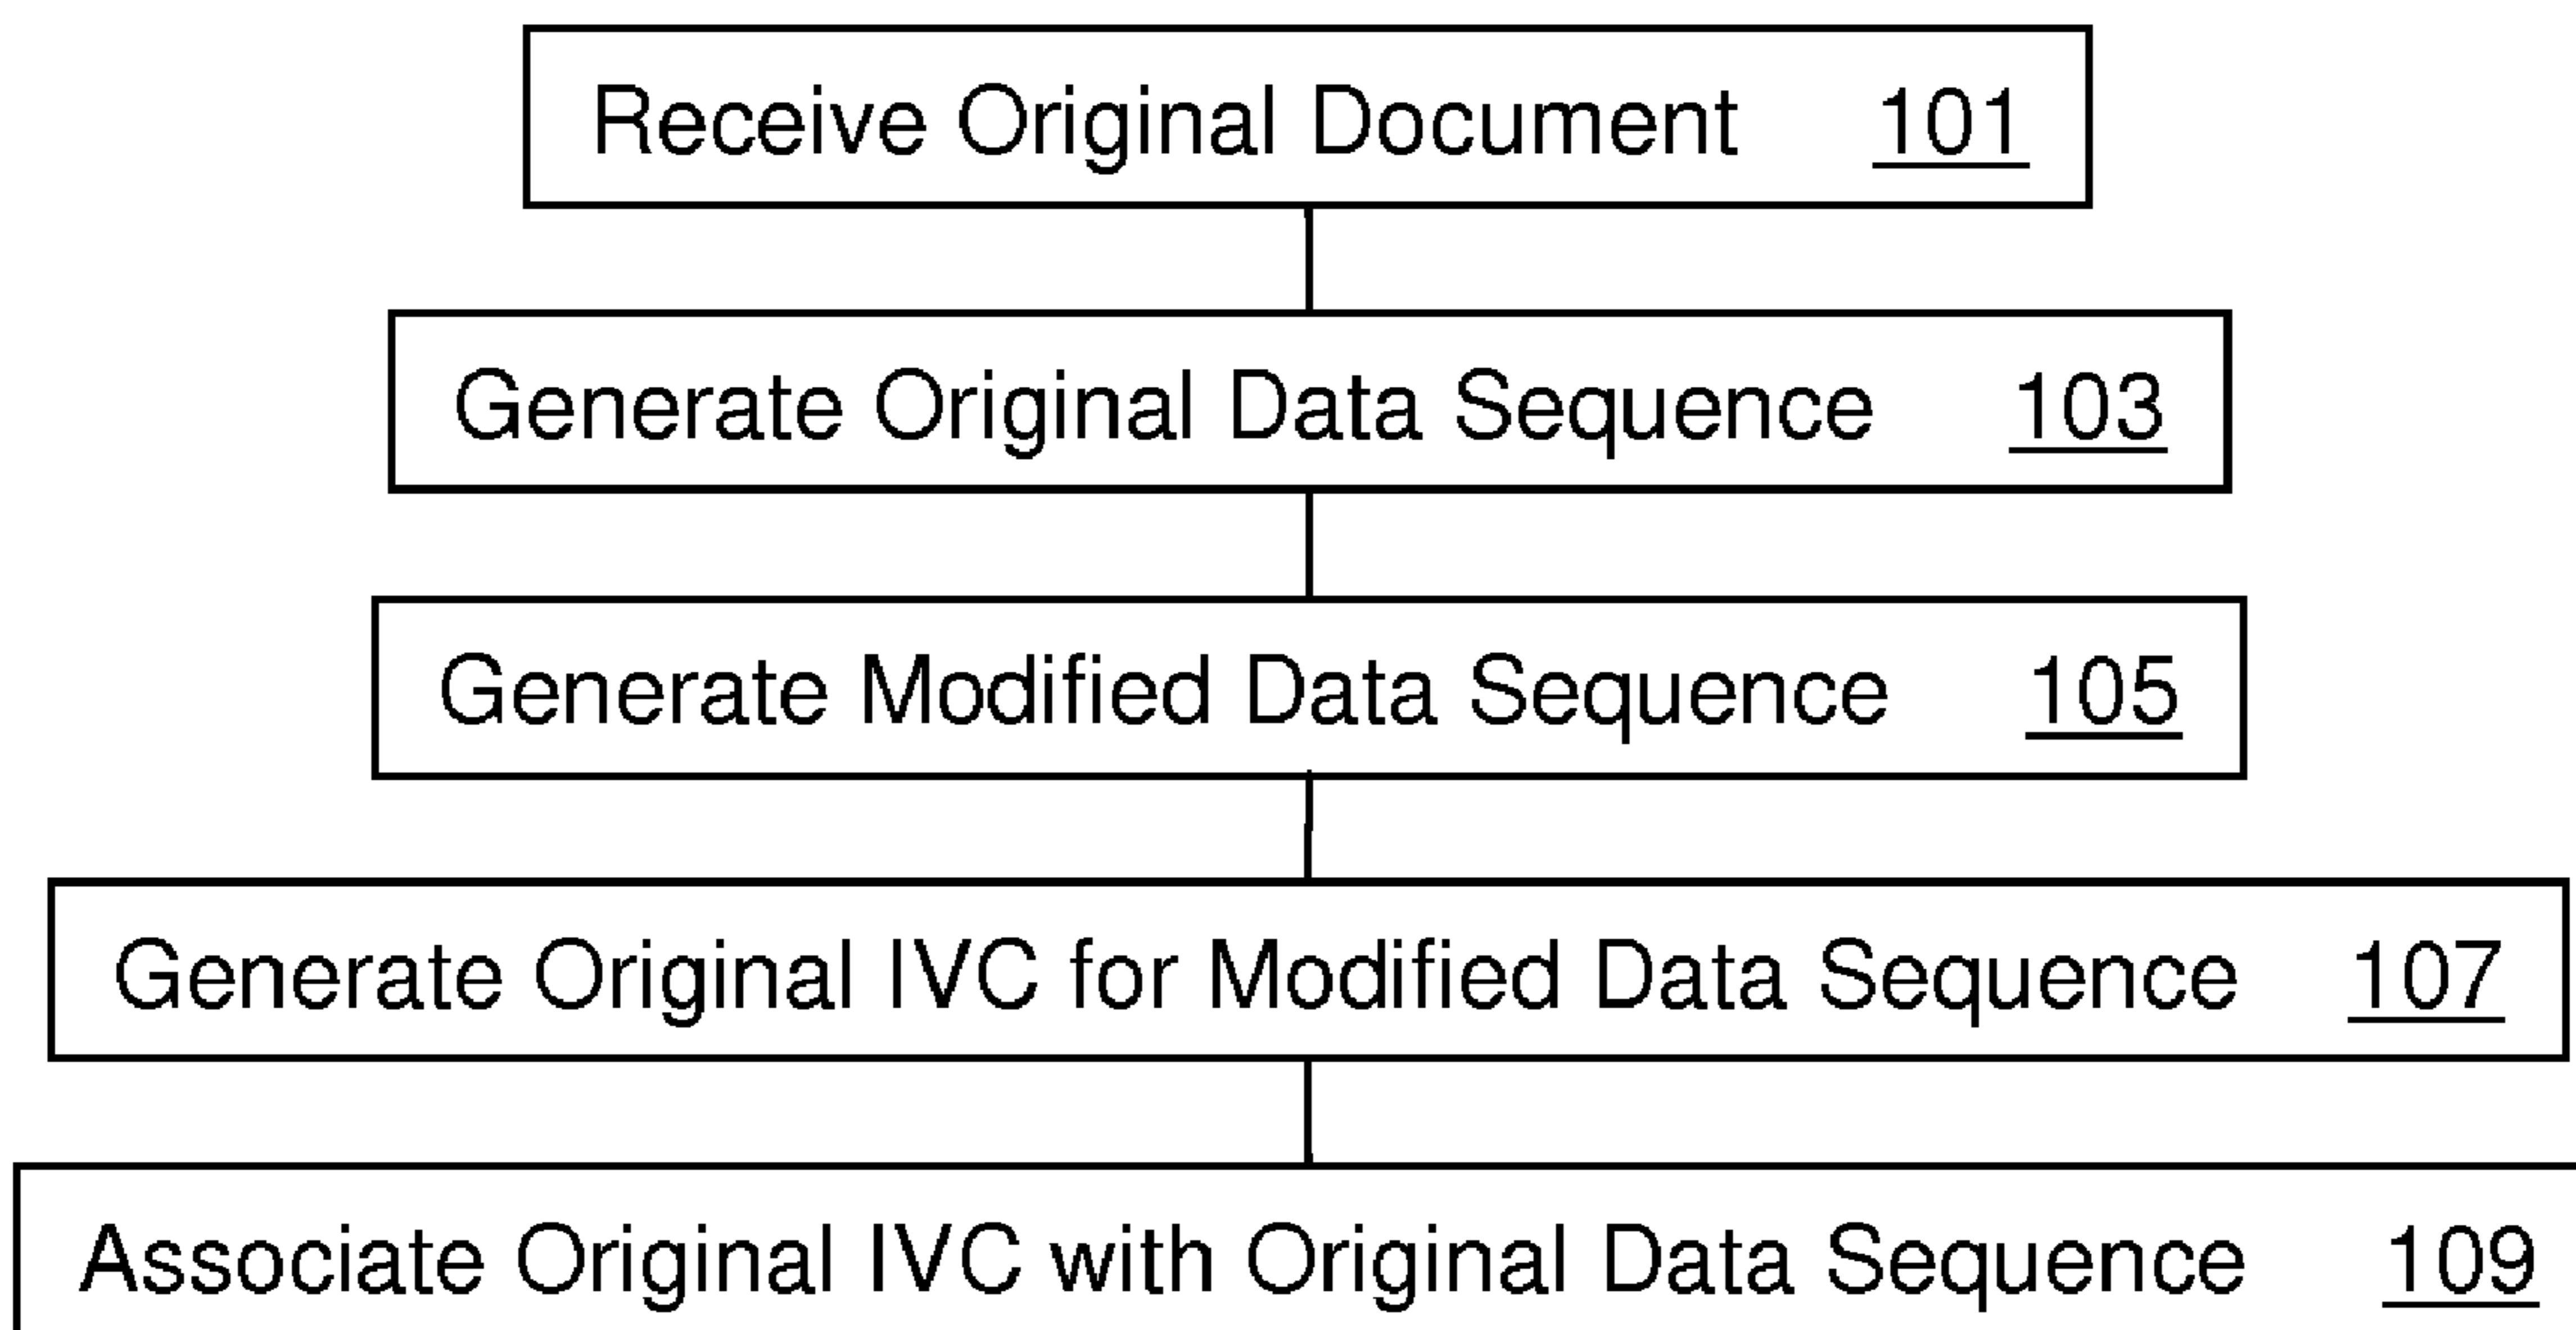 Receive Original Document 101
Generate Original Data Sequence 103
Generate Modified Data Sequence 105
Generate Original IVC for Modified Data Sequence 107
Associate Original IVC with Original Data Sequence 109